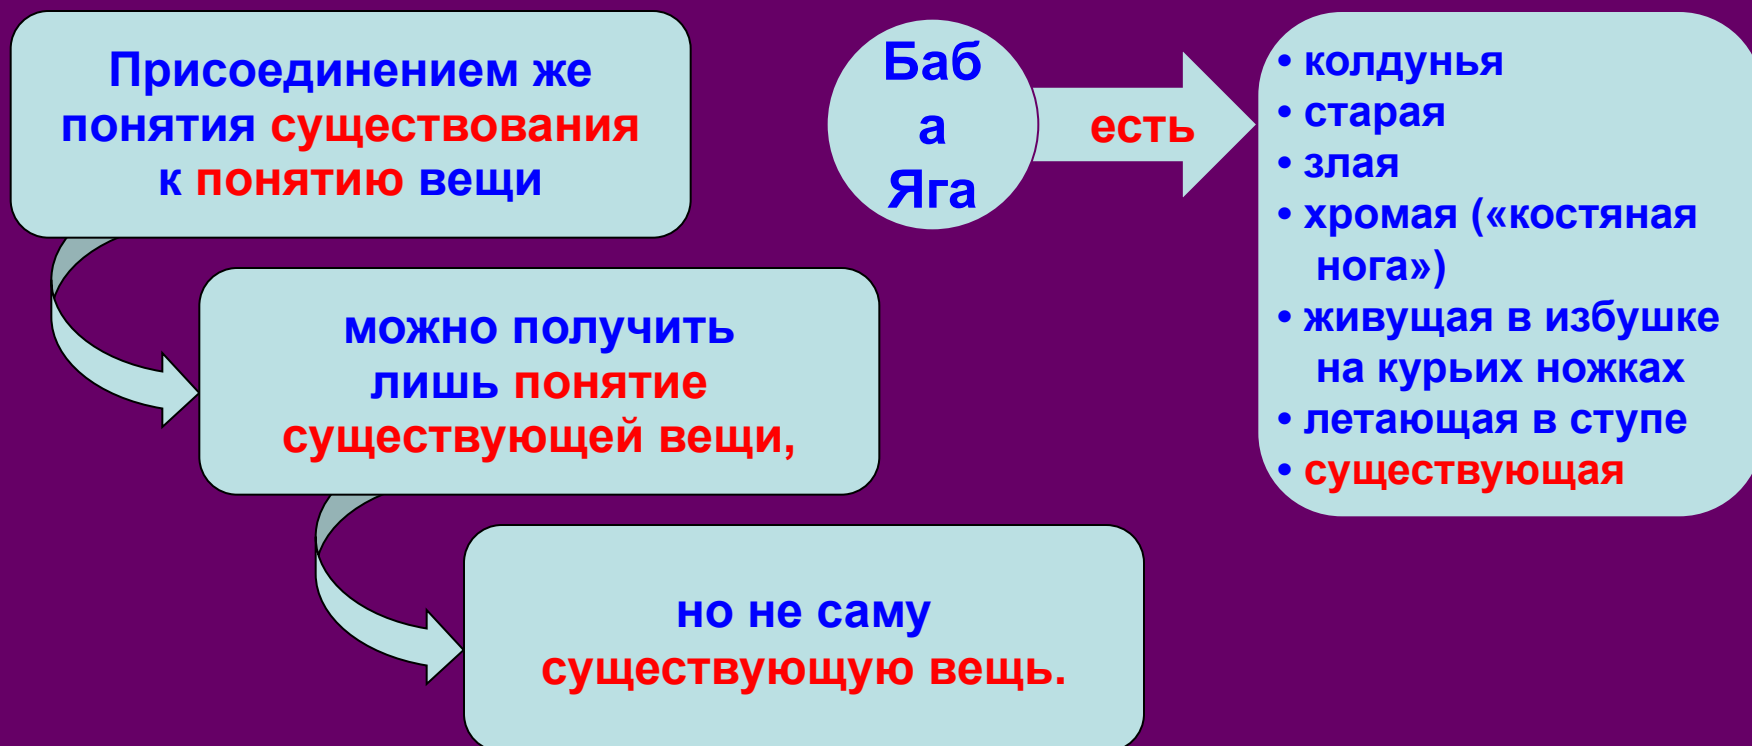 Присоединением же
понятия существования
к понятию вещи
можно получить
лишь понятие
существующей вещи,
но не саму
существующую вещь.
Баб
а
Яга
есть
• колдунья
• старая
• злая
• хромая («костяная
нога»)
• живущая в избушке
на курьих ножках
• летающая в ступе
• существующая